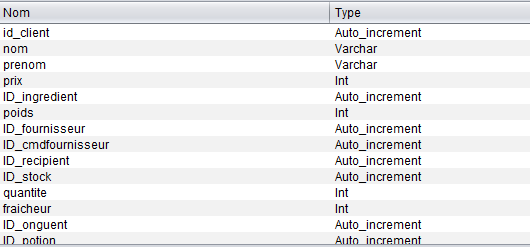 Nom Type
id_client Auto_increment
nom Varchar
prenom Varchar
prix Int
ID_ingredient Auto_increment
poids Int
ID_fournisseur Auto_increment
ID_cmdfournisseur Auto_increment
ID_recipient Auto_increment
ID_stock Auto_increment
quantite Int
fraicheur Int
ID_onguent Auto_increment
ID_potion Auto_increment